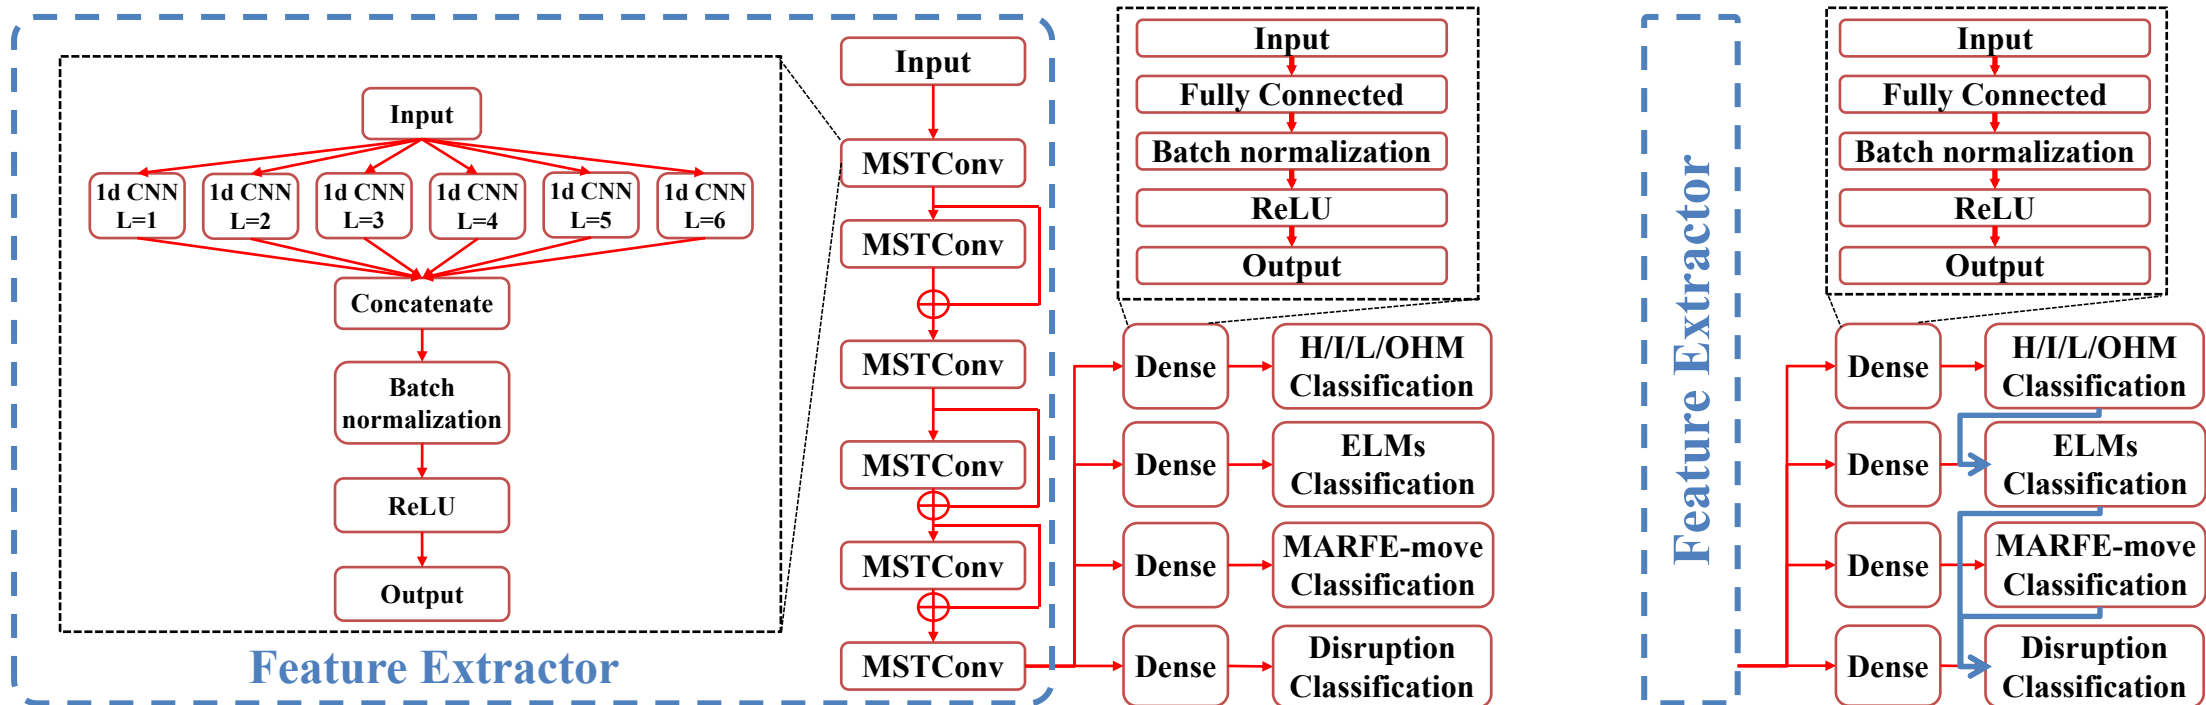 Input
1d CNN
L=1
1d CNN
L=2
1d CNN
L=3
1d CNN
L=4
1d CNN
L=5
1d CNN
L=6
Concatenate
Batch
normalization
ReLU
Output
Feature Extractor
Input
MSTConv
MSTConv
MSTConv
MSTConv
MSTConv
MSTConv
Input
Fully Connected
Batch normalization
ReLU
Output
Dense
H/I/L/OHM
Classification
Dense
ELMs
Classification
Dense
MARFE-move
Classification
Dense
Disruption
Classification
Feature Extractor
Input
Fully Connected
Batch normalization
ReLU
Output
Dense
H/I/L/OHM
Classification
Dense
ELMs
Classification
Dense
MARFE-move
Classification
Dense
Disruption
Classification